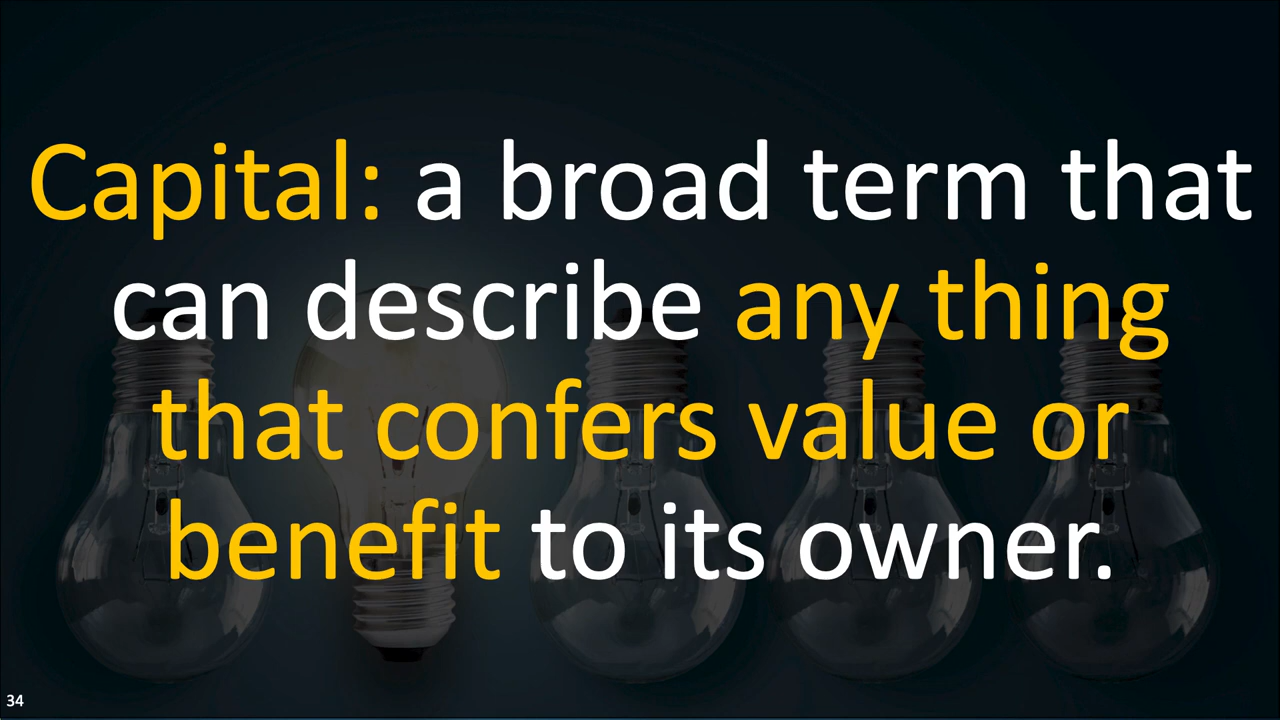 Capital: a broad term that
can describe any thing
that confers value or
benefit to its owner.
34